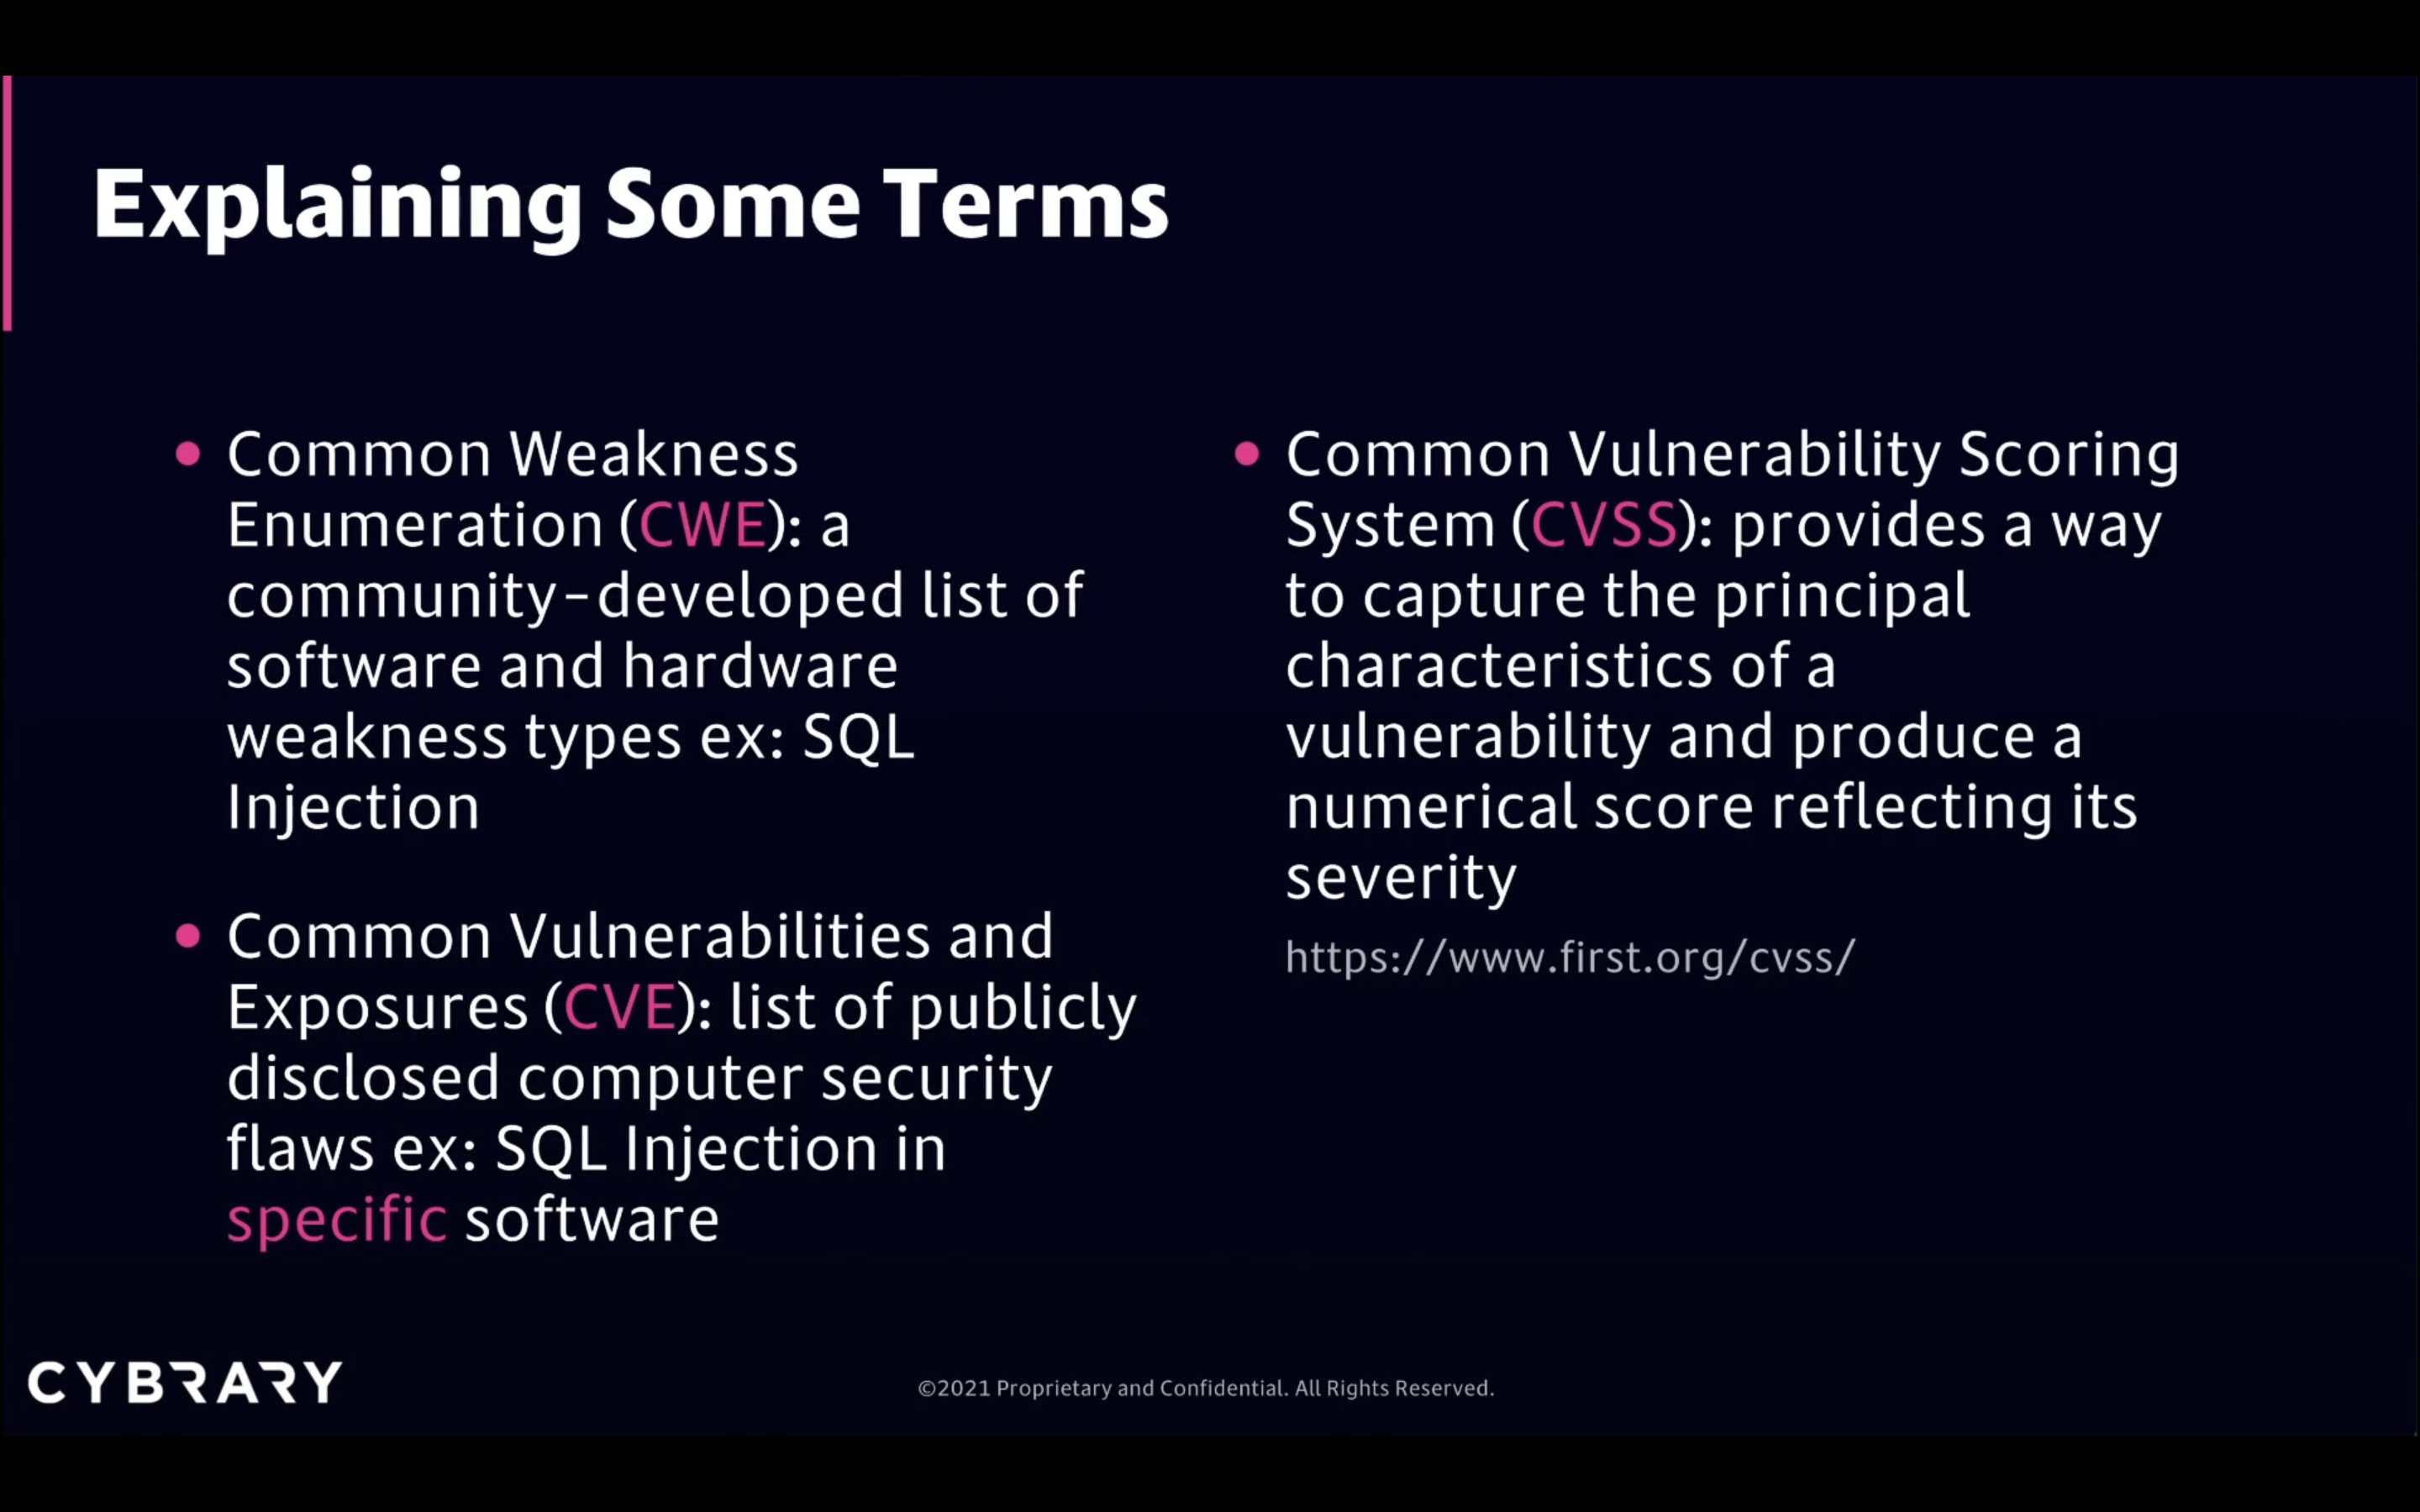 Explaining Some Terms
• Common Weakness
Enumeration (CWE): a
community-developed list of
software and hardware
weakness types ex: SQL
Injection
• Common Vulnerabilities and
Exposures (CVE): list of publicly
disclosed computer security
flaws ex: SQL Injection in
specific software
• Common Vulnerability Scoring
System (CVSS): provides a way
to capture the principal
characteristics of a
vulnerability and produce a
numerical score reflecting its
severity
https://www.first.org/cvss/
CYBRARY
©2021 Proprietary and Confidential. All Rights Reserved.